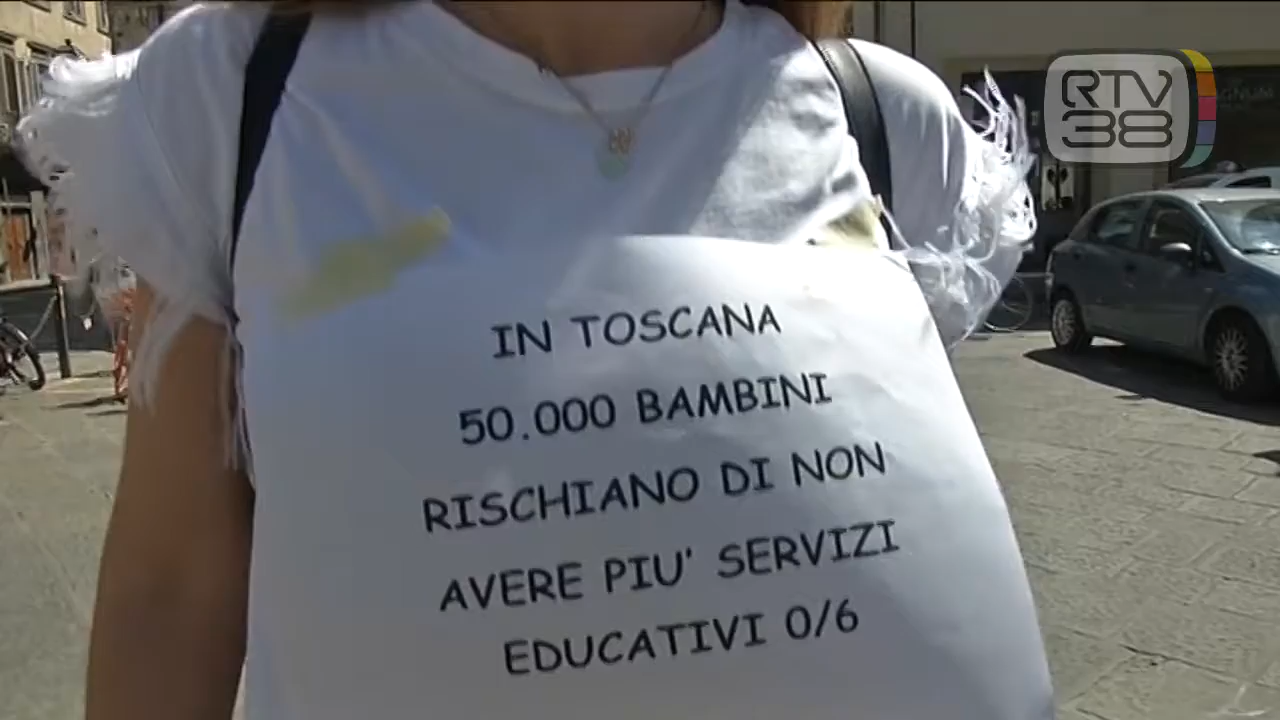 RTV
38
IN TOSCANA
50.000 BAMBINI
RISCHIANO DI NON
AVERE PIU' SERVIZI
EDUCATIVI 0/6